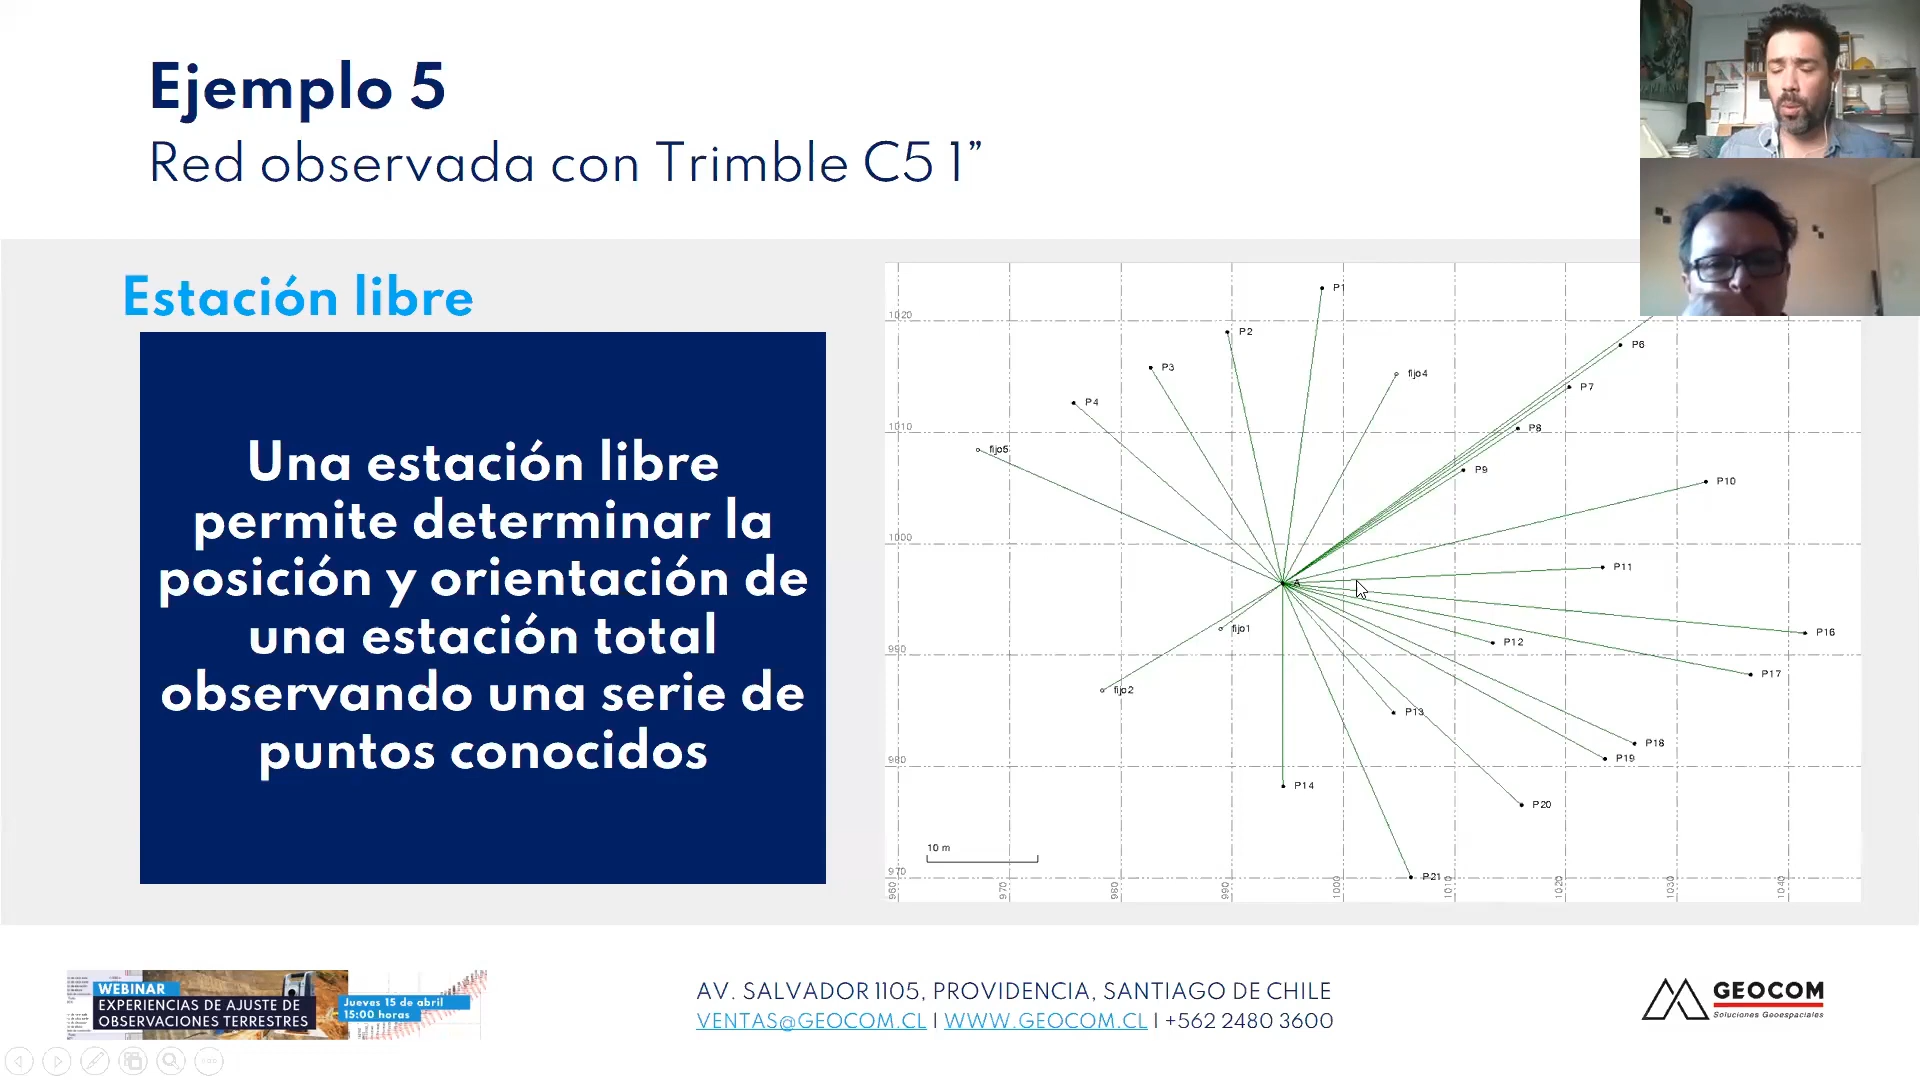 Ejemplo 5
Red observada con Trimble C5 1”
Estación libre
Una estación libre
permite determinar la
posición y orientación de
una estación total
observando una serie de
puntos conocidos
P1
1020
P2
P6
P3
fijo4
P7
P4
1010
P8
fijo5
P9
P10
1000
P11
A
fijo1
P16
P12
990
P17
fijo2
P13
P18
P19
980
P14
P20
10 m
970
P21
960
970
980
990
1000
1010
1020
1030
1040
WEBINAR
EXPERIENCIAS DE AJUSTE DE
OBSERVACIONES TERRESTRES
Jueves 15 de abril
15:00 horas
AV. SALVADOR 1105, PROVIDENCIA, SANTIAGO DE CHILE
VENTAS@GEOCOM.CL | WWW.GEOCOM.CL | +562 2480 3600
GEOCOM
Soluciones Geoespaciales